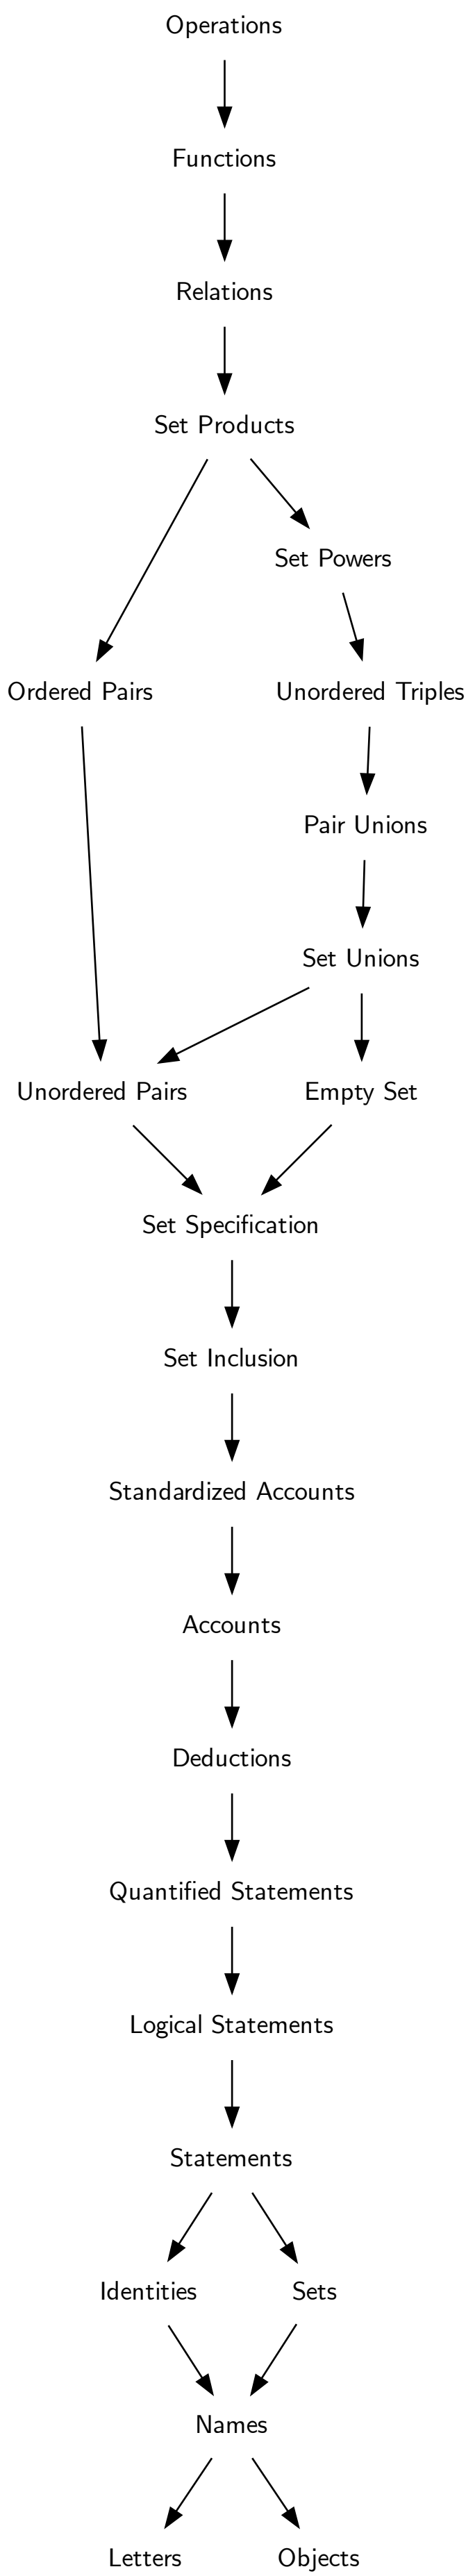 Operations
Functions
Relations
Set Products
Set Powers
Ordered Pairs
Unordered Triples
Pair Unions
Set Unions
Unordered Pairs
Empty Set
Set Specification
Set Inclusion
Standardized Accounts
Accounts
Deductions
Quantified Statements
Logical Statements
Statements
Identities
Sets
Names
Letters
Objects